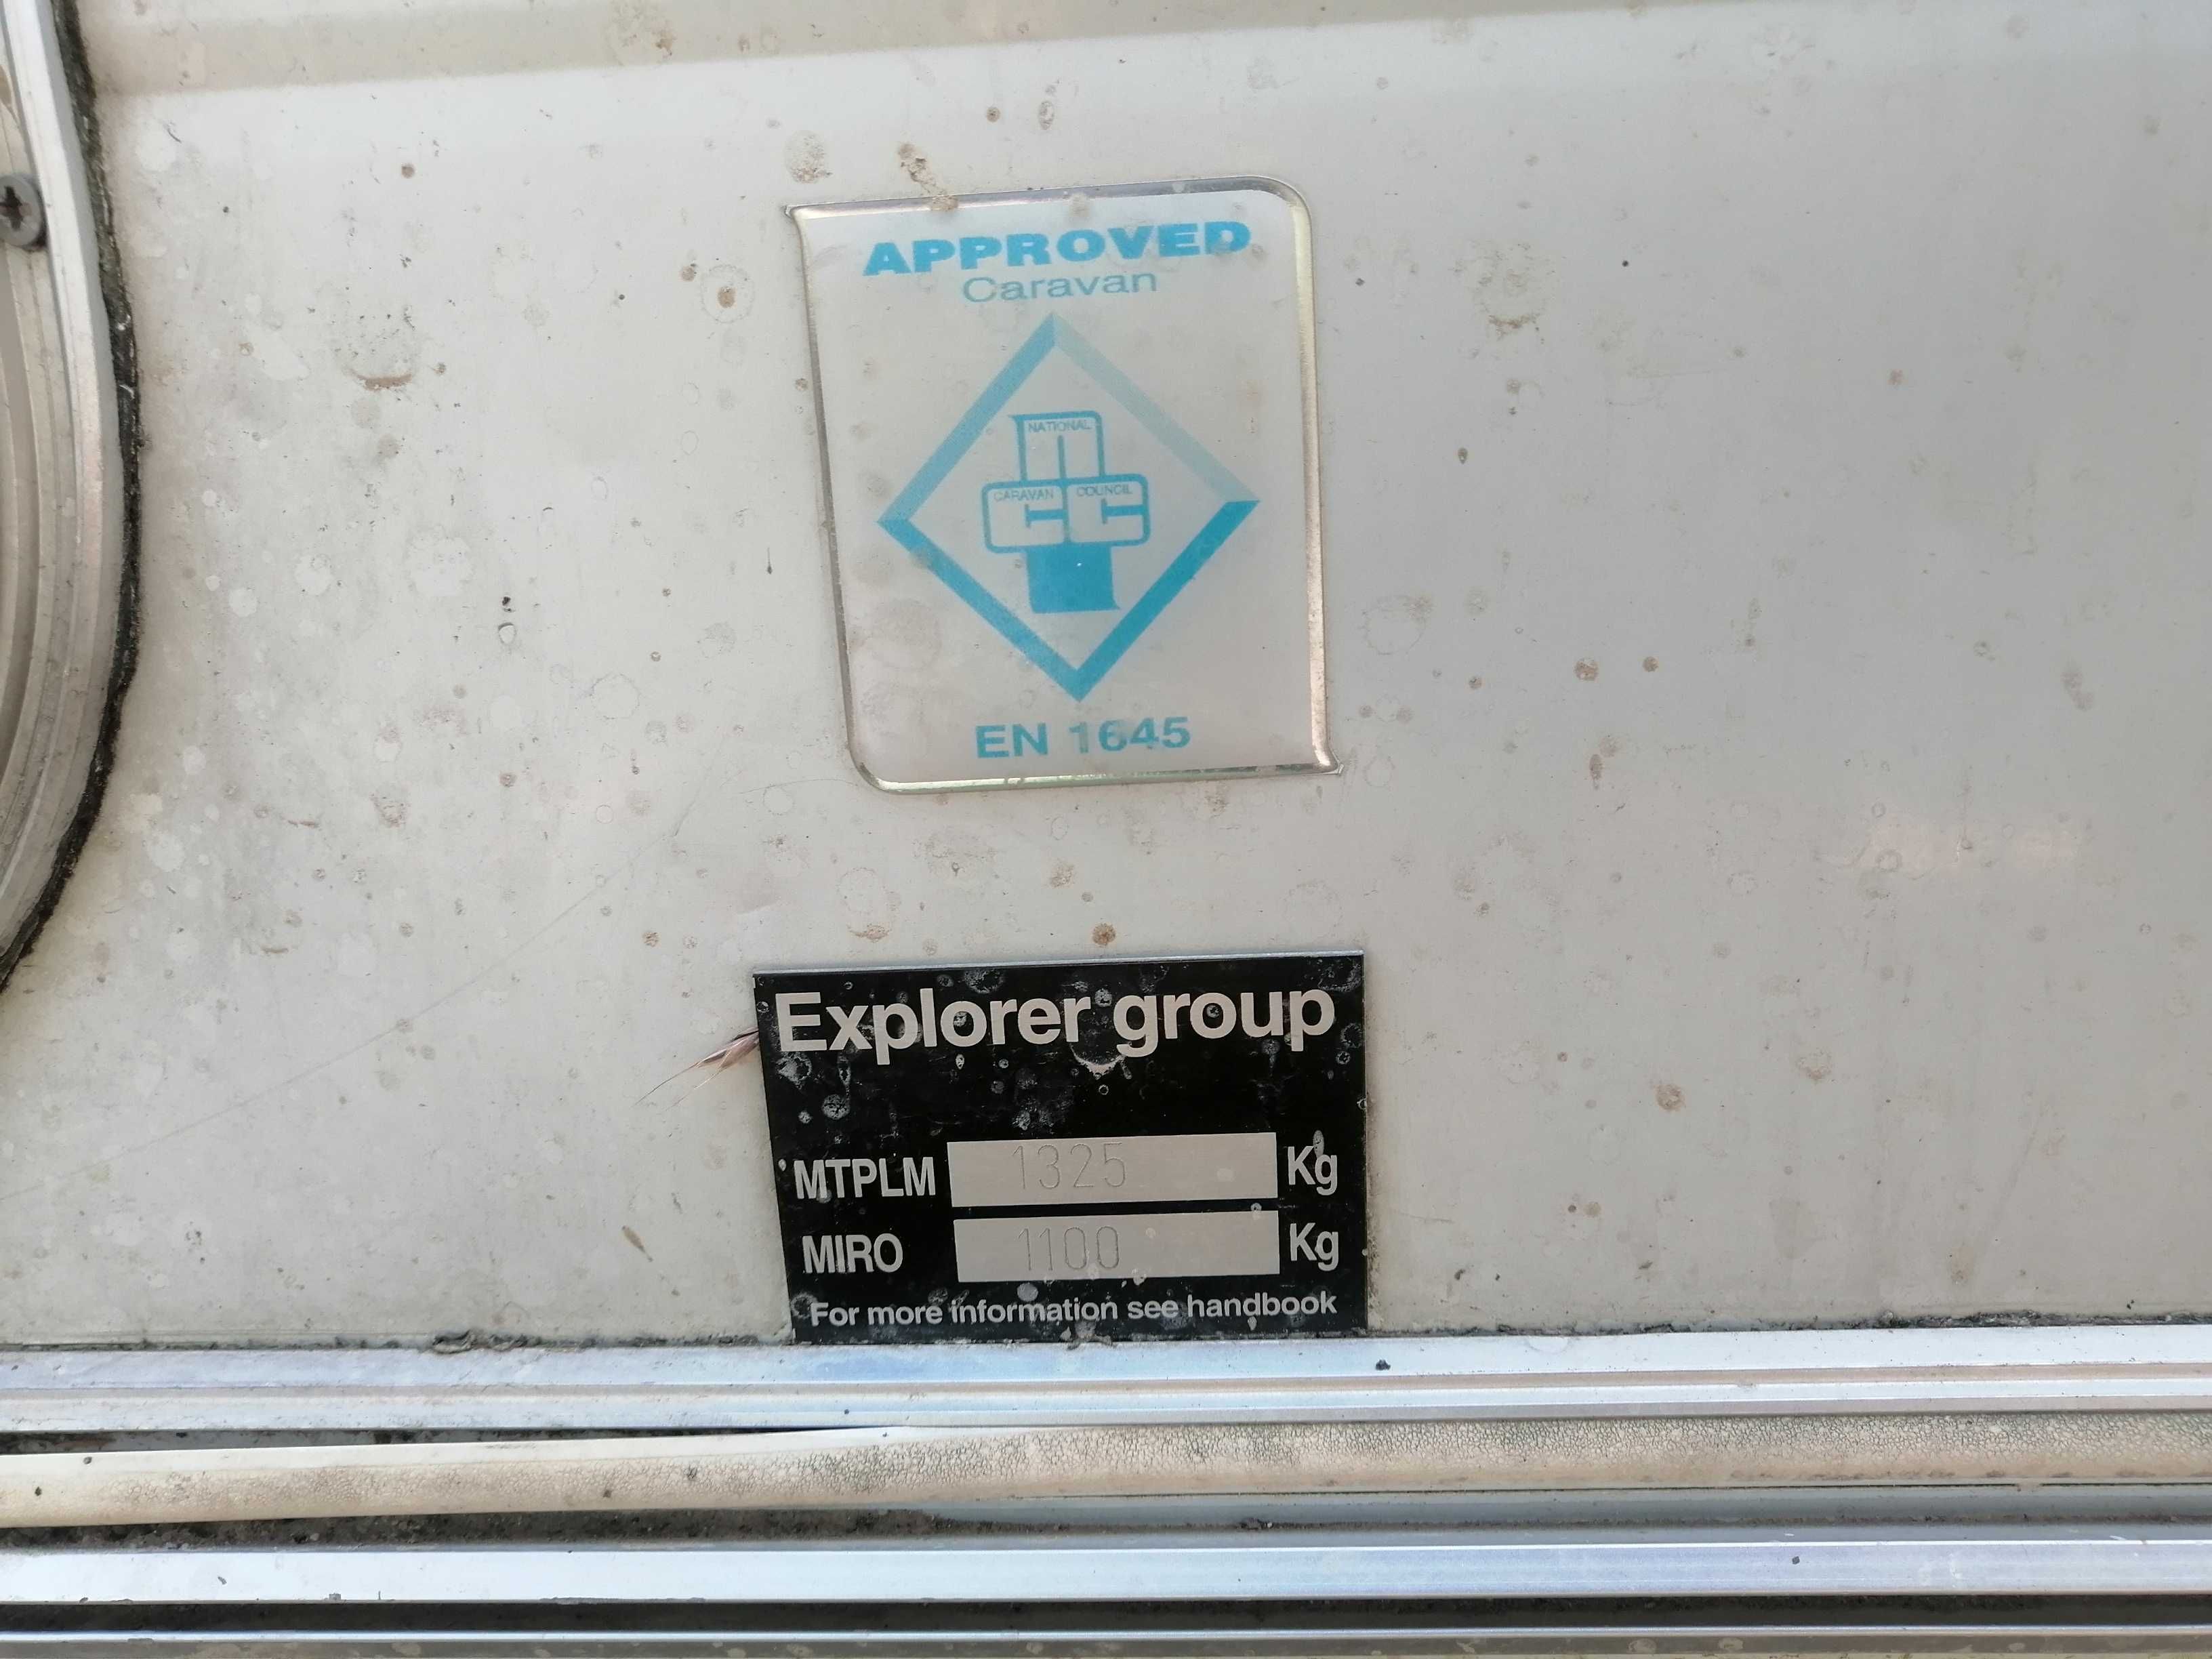 APPROVED
Caravan
NATIONAL
n
CARAVAN COUNCIL
c c
EN 1645
Explorer group
MTPLM 1325 Kg
MIRO 1100 Kg
For more information see handbook